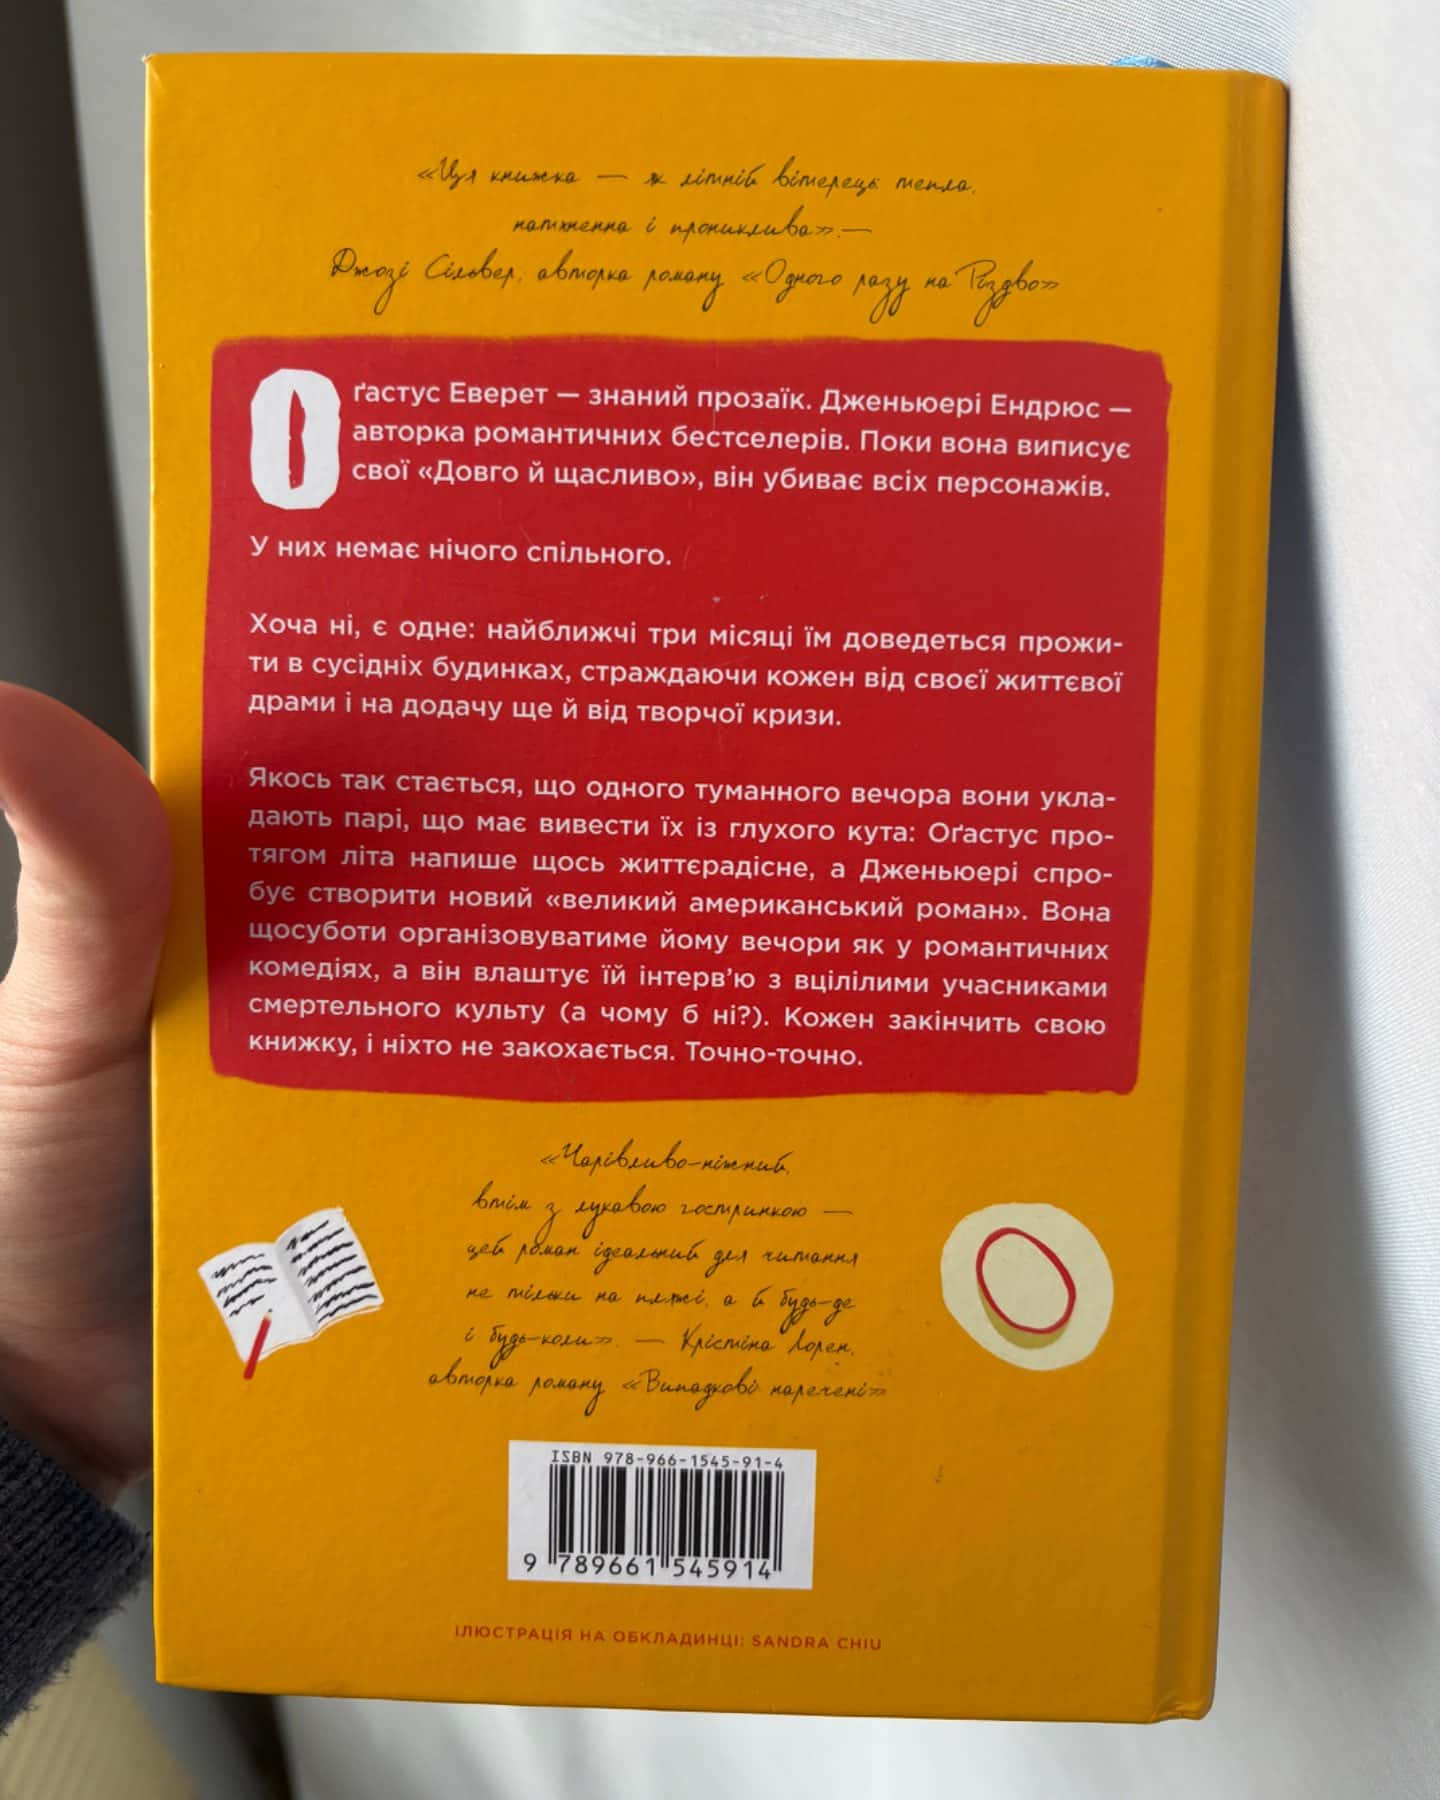 «Ця книжка — як літній вітерець: тепла,
натхненна і прониклива». —
Джозі Сільвер, авторка роману «Одного разу на Різдво»
Оґастус Еверет — знаний прозаїк. Дженьюері Ендрюс —
авторка романтичних бестселерів. Поки вона виписує
свої «Довго й щасливо», він убиває всіх персонажів.
У них немає нічого спільного.
Хоча ні, є одне: найближчі три місяці їм доведеться прожи-
ти в сусідніх будинках, страждаючи кожен від своєї життєвої
драми і на додачу ще й від творчої кризи.
Якось так стається, що одного туманного вечора вони укла-
дають парі, що має вивести їх із глухого кута: Оґастус про-
тягом літа напише щось життєрадісне, а Дженьюері спро-
бує створити новий «великий американський роман». Вона
щосуботи організовуватиме йому вечори як у романтичних
комедіях, а він влаштує їй інтерв’ю з вцілілими учасниками
смертельного культу (а чому б ні?). Кожен закінчить свою
книжку, і ніхто не закохається. Точно-точно.
«Чарівливо-ніжний,
втім з лукавою гостринкою —
цей роман ідеальний для читання
не тільки на пляжі, а й будь-де
і будь-коли». — Крістіна Лорен,
авторка роману «Випадкові наречені»
ISBN 978-966-1545-91-4
9 789661 545914
ІЛЮСТРАЦІЯ НА ОБКЛАДИНЦІ: SANDRA CHIU